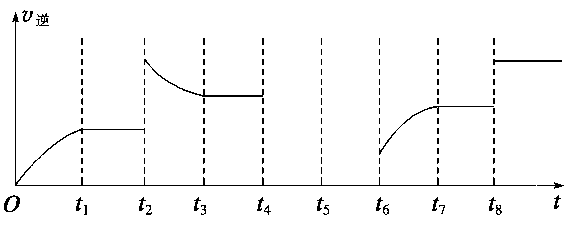 v逆
O t₁ t₂ t₃ t₄ t₅ t₆ t₇ t₈ t